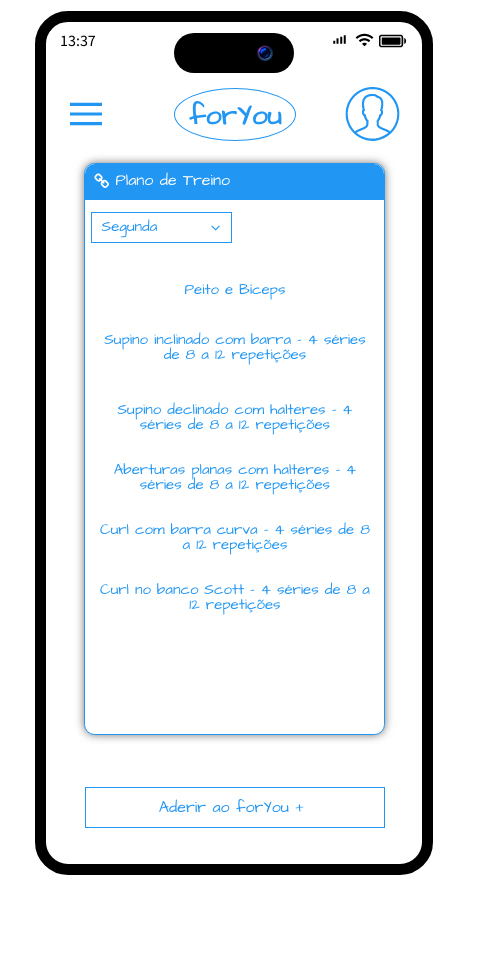 13:37
forYou
Plano de Treino
Segunda
Peito e Biceps
Supino inclinado com barra - 4 séries
de 8 a 12 repetições
Supino declinado com halteres - 4
séries de 8 a 12 repetições
Aberturas planas com halteres - 4
séries de 8 a 12 repetições
Curl com barra curva - 4 séries de 8
a 12 repetições
Curl no banco Scott - 4 séries de 8 a
12 repetições
Aderir ao forYou +